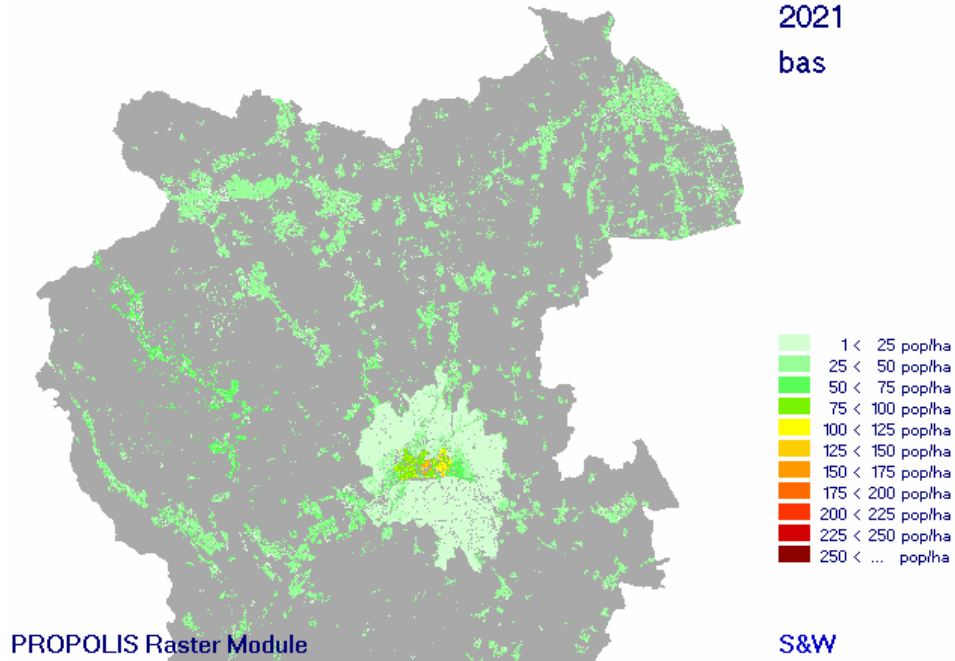 2021
bas
1 < 25 pop/ha
25 < 50 pop/ha
50 < 75 pop/ha
75 < 100 pop/ha
100 < 125 pop/ha
125 < 150 pop/ha
150 < 175 pop/ha
175 < 200 pop/ha
200 < 225 pop/ha
225 < 250 pop/ha
250 < ... pop/ha
PROPOLIS Raster Module
S&W